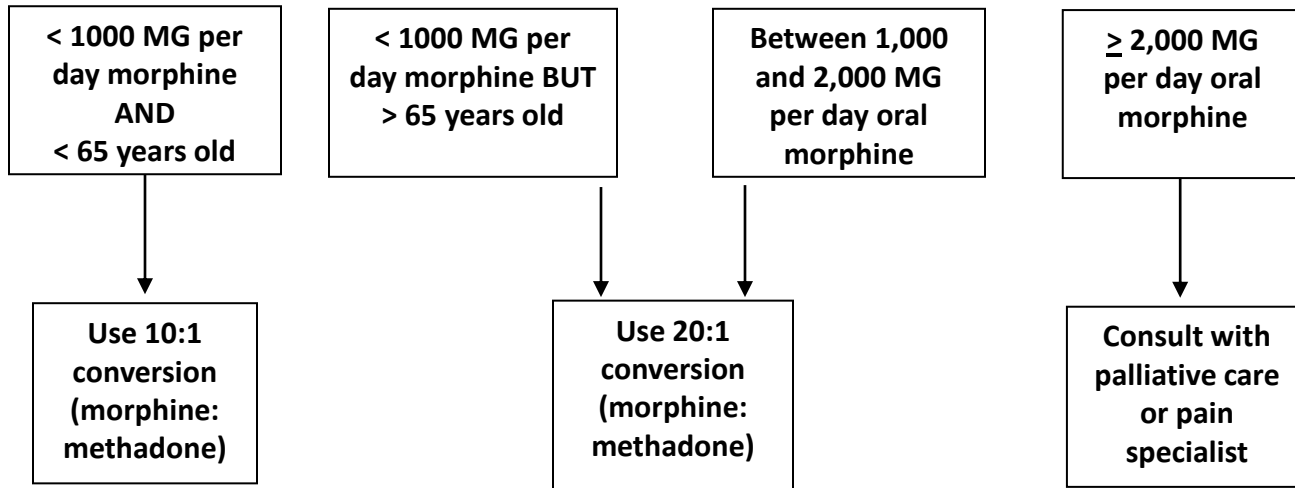 < 1000 MG per
day morphine
AND
< 65 years old
< 1000 MG per
day morphine BUT
> 65 years old
Between 1,000
and 2,000 MG
per day oral
morphine
≥ 2,000 MG
per day oral
morphine
Use 10:1
conversion
(morphine:
methadone)
Use 20:1
conversion
(morphine:
methadone)
Consult with
palliative care
or pain
specialist